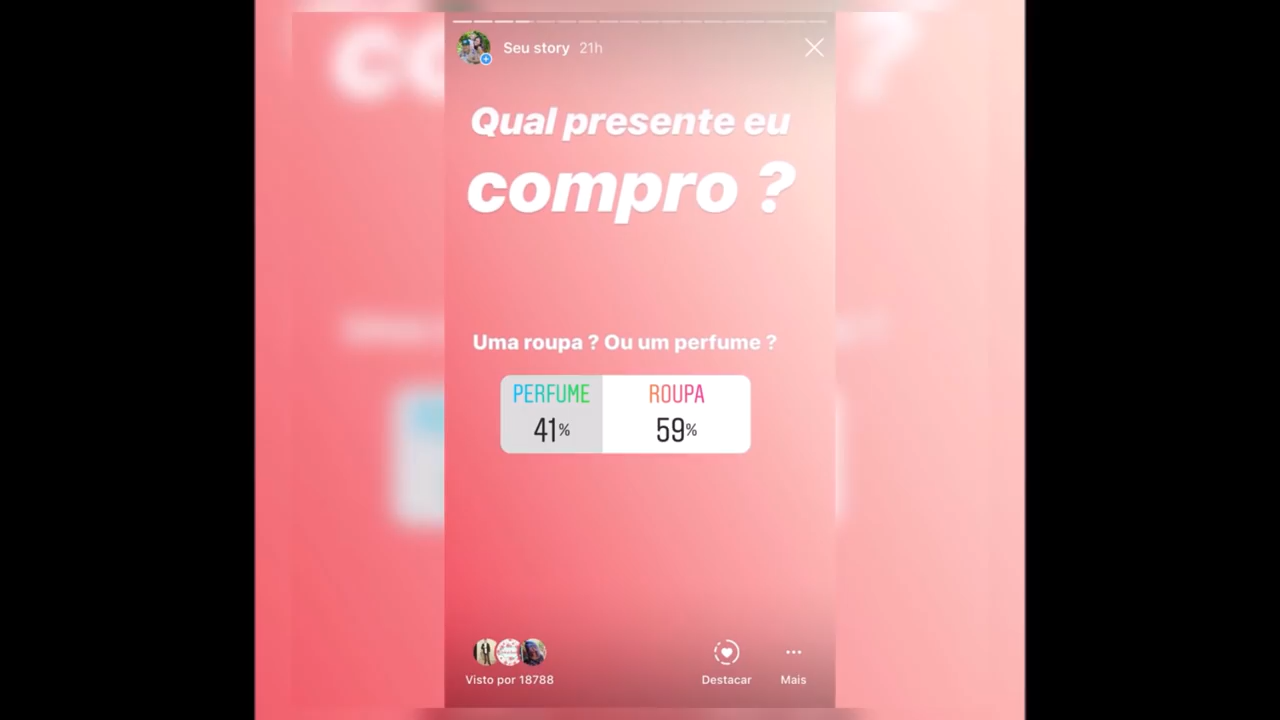 Seu story 21h
Qual presente eu
compro ?
Uma roupa ? Ou um perfume ?
PERFUME ROUPA
41% 59%
Visto por 18788 Destacar Mais